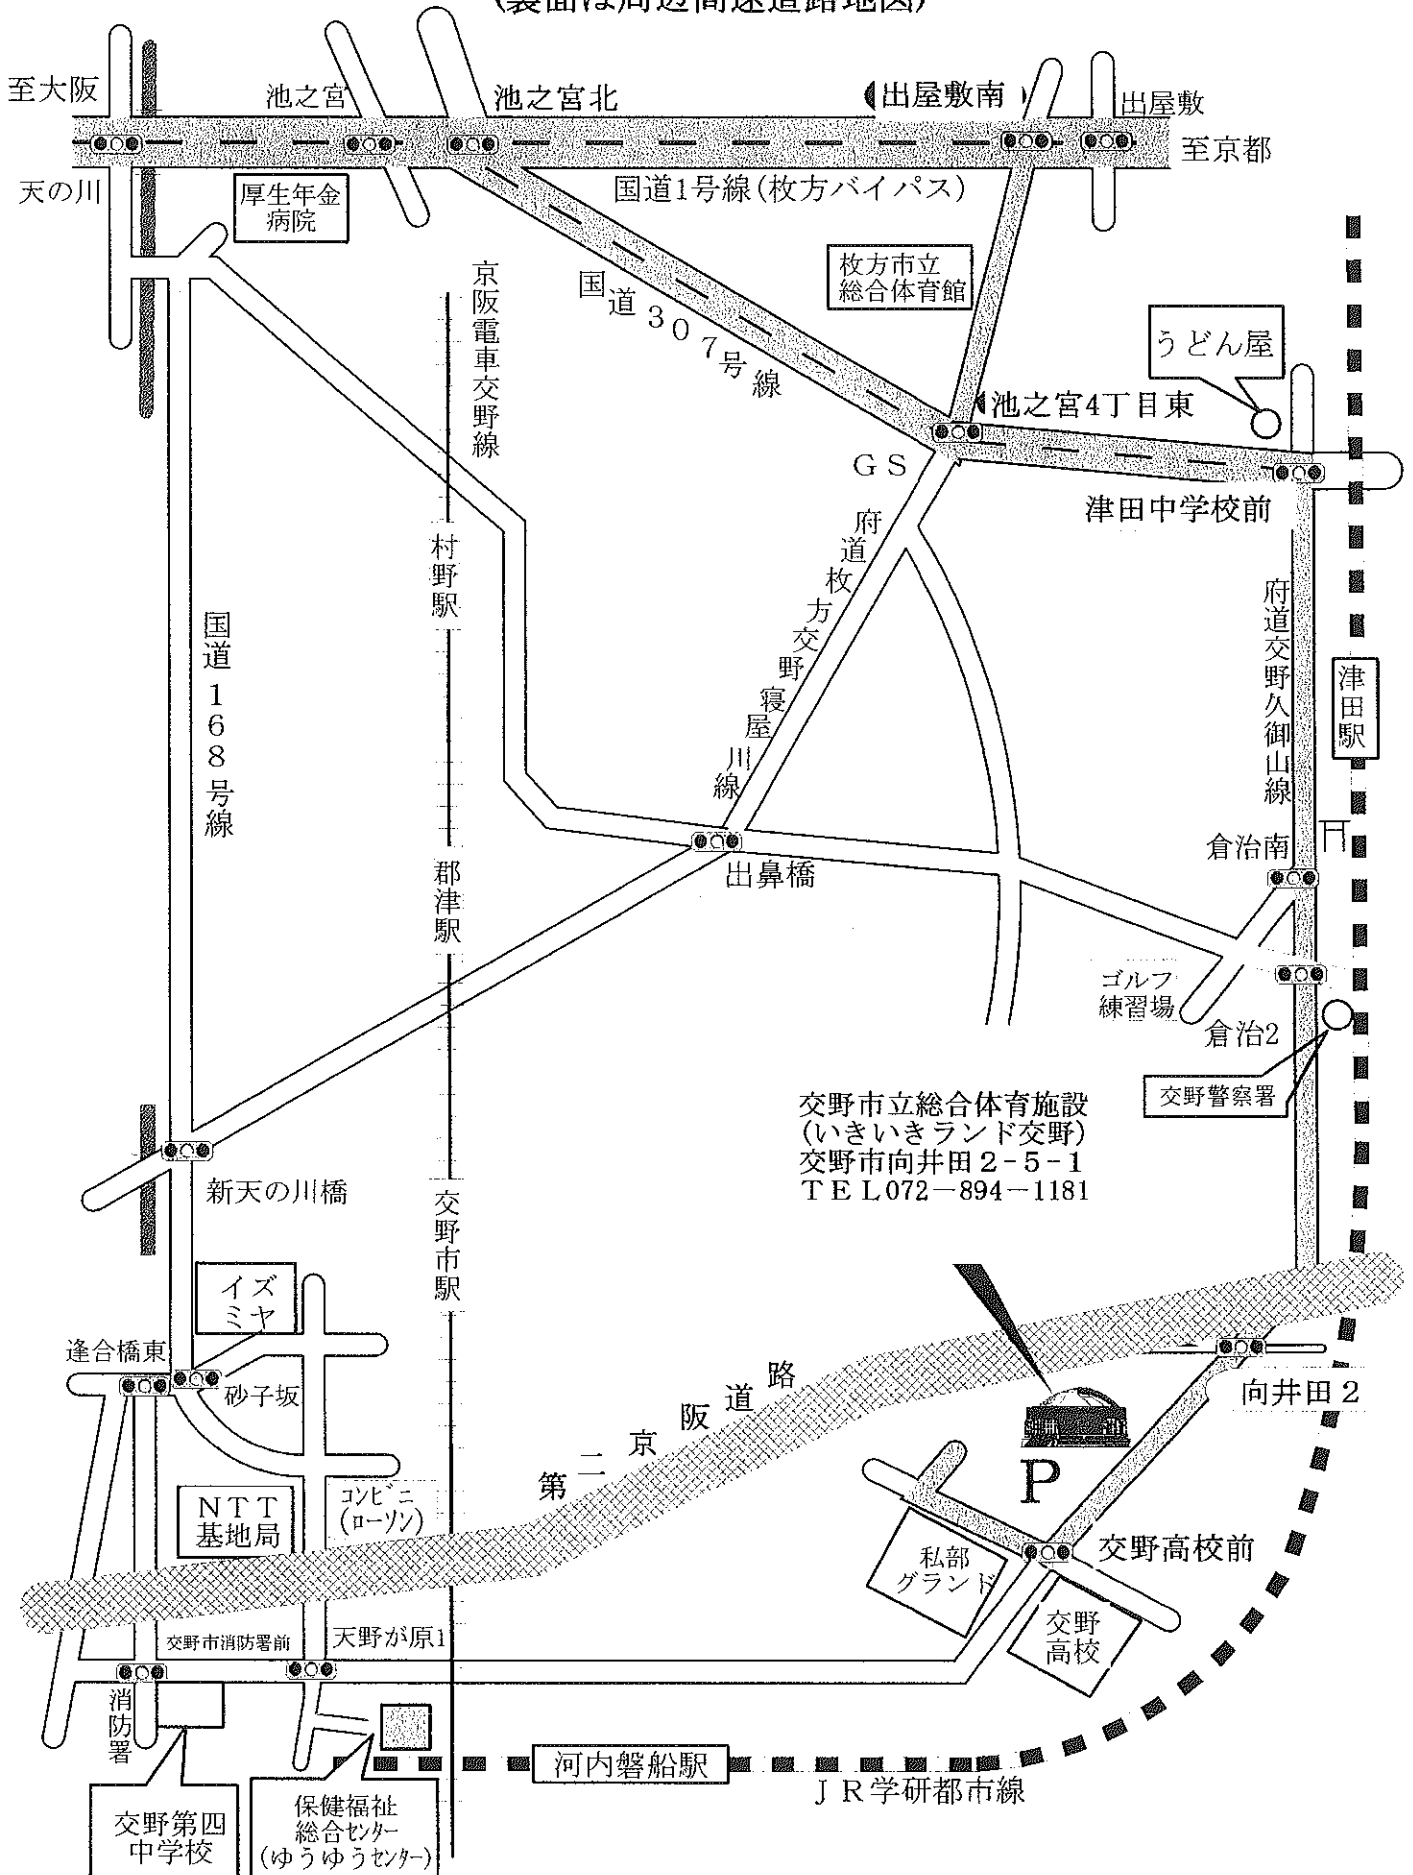 (裏面は周辺高速道路地図)
至大阪
池之宮
池之宮北
出屋敷南
出屋敷
至京都
天の川
厚生年金
病院
国道1号線(枚方バイパス)
京阪電車交野線
国道307号線
枚方市立
総合体育館
うどん屋
池之宮4丁目東
GS
津田中学校前
村野駅
府道枚方交野寝屋川線
府道交野久御山線
国道168号線
津田駅
倉治南
郡津駅
出鼻橋
ゴルフ
練習場
倉治2
交野警察署
交野市立総合体育施設
(いきいきランド交野)
交野市向井田2-5-1
TEL072－894－1181
新天の川橋
交野市駅
イズ
ミヤ
逢合橋東
砂子坂
第二京阪道路
向井田2
P
NTT
基地局
コンビニ
(ローソン)
私部
グランド
交野高校前
交野
高校
交野市消防署前
天野が原1
消防署
河内磐船駅
JR学研都市線
交野第四
中学校
保健福祉
総合センター
(ゆうゆうセンター)